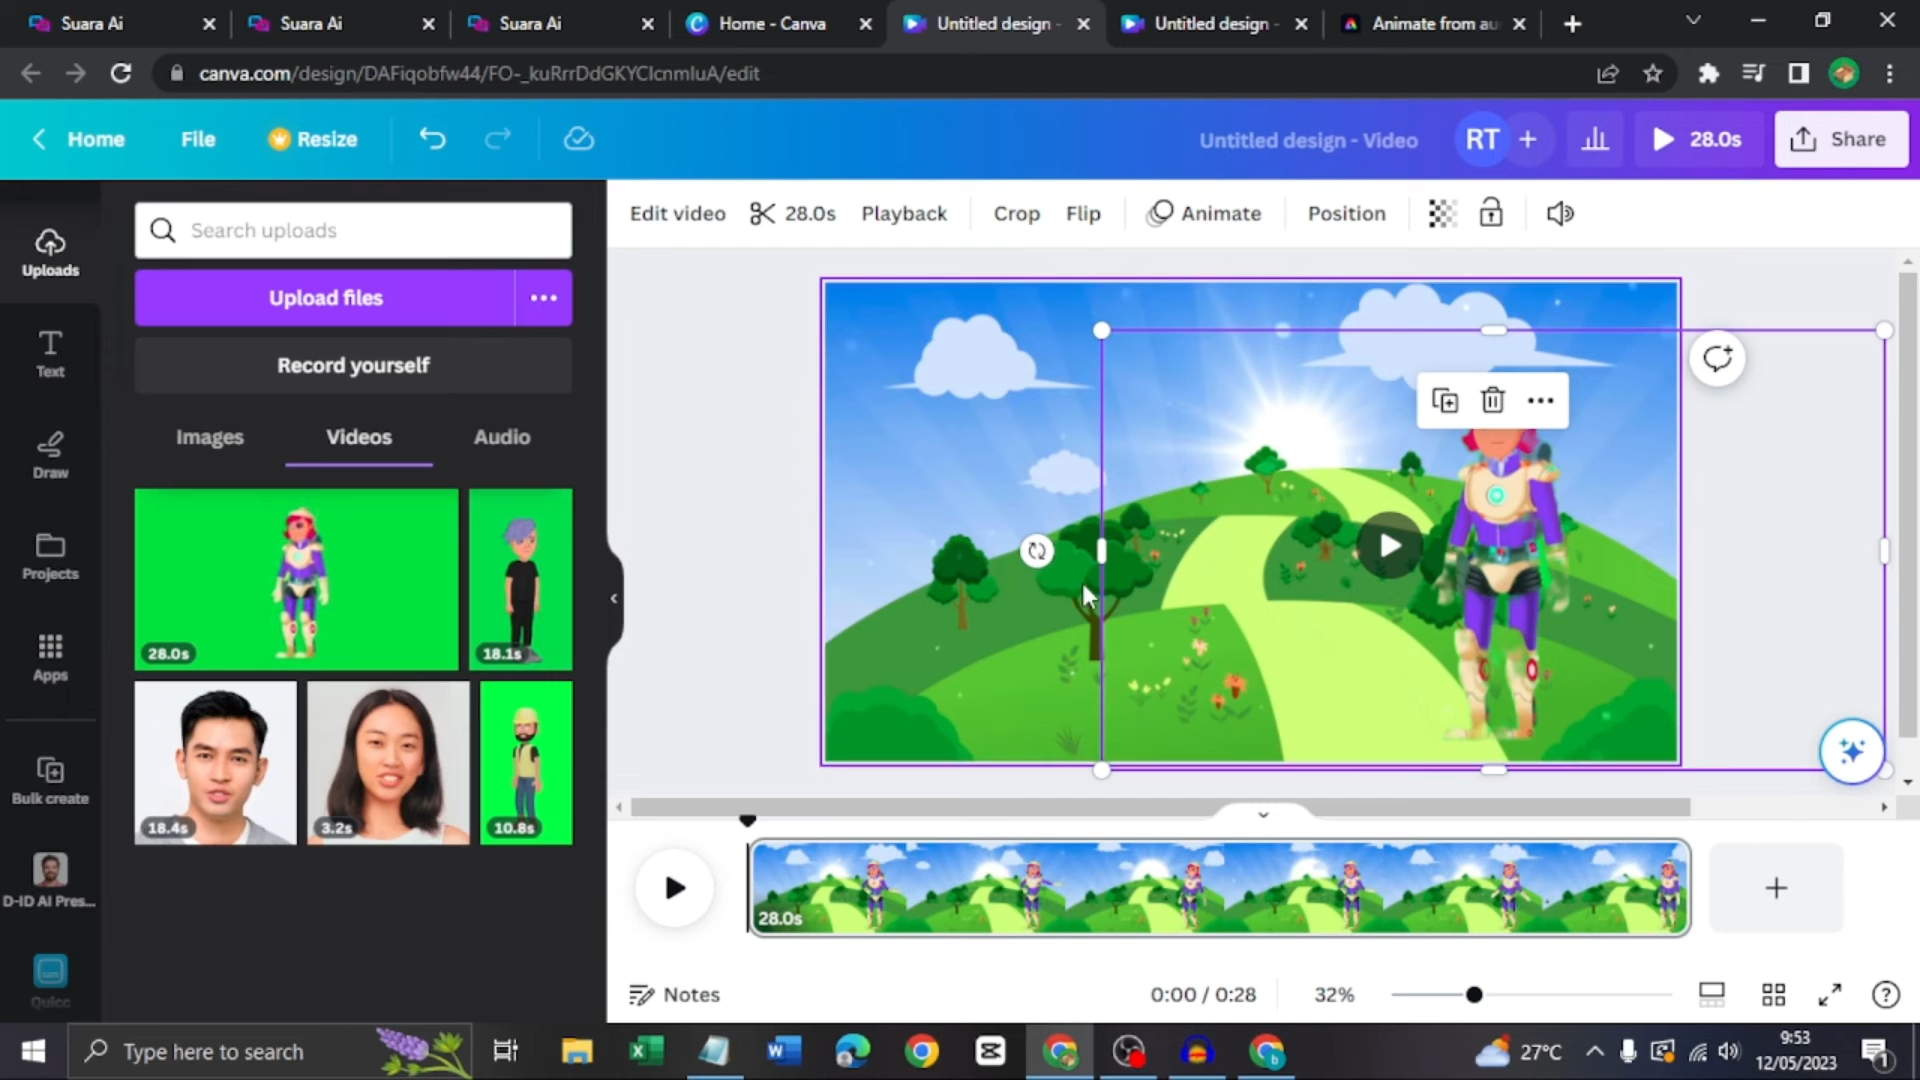 Suara Ai
Suara Ai
Suara Ai
Home - Canva
Untitled design -
Untitled design -
Animate from au
canva.com/design/DAFiqobfw44/FO-_kuRrrDdGKYCIcnmluA/edit
Home
File
Resize
Untitled design - Video
RT
28.0s
Share
Uploads
Text
Draw
Projects
Apps
Bulk create
D-ID AI Pres...
Quicc
Search uploads
Upload files
Record yourself
Images
Videos
Audio
28.0s
18.1s
18.4s
3.2s
10.8s
Edit video
28.0s
Playback
Crop
Flip
Animate
Position
28.0s
Notes
0:00 / 0:28
32%
Type here to search
27°C
9:53
12/05/2023
1